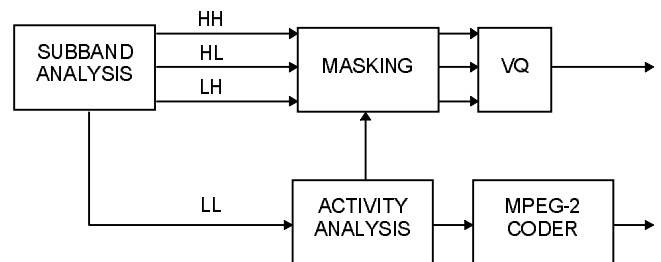 HH
SUBBAND
ANALYSIS
HL
LH
MASKING
VQ
LL
ACTIVITY
ANALYSIS
MPEG-2
CODER